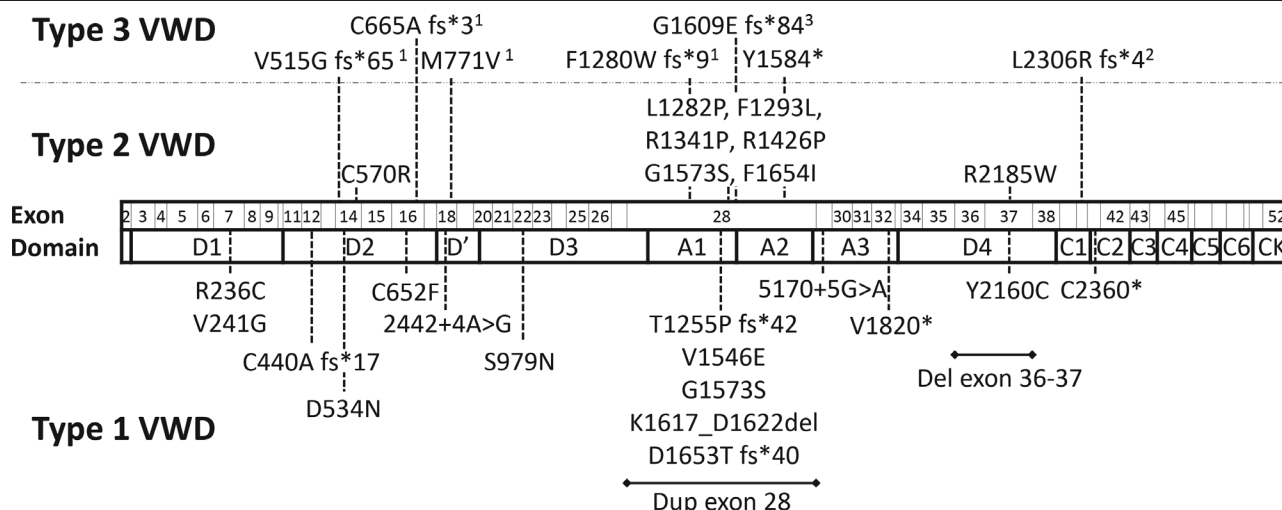 Type 3 VWD
C665A fs*3¹ G1609E fs*84³
V515G fs*65 ¹ M771V ¹ F1280W fs*9¹ Y1584* L2306R fs*4²
Type 2 VWD
L1282P, F1293L,
R1341P, R1426P
C570R G1573S, F1654I R2185W
Exon 2 3 4 5 6 7 8 9 11 12 14 15 16 18 20 21 22 23 25 26 28 30 31 32 34 35 36 37 38 42 43 45 52
Domain D1 D2 D' D3 A1 A2 A3 D4 C1 C2 C3 C4 C5 C6 CK
R236C C652F 5170+5G>A Y2160C C2360*
V241G 2442+4A>G T1255P fs*42 V1820*
C440A fs*17 S979N V1546E
Del exon 36-37
G1573S
D534N
Type 1 VWD
K1617_D1622del
D1653T fs*40
Dup exon 28